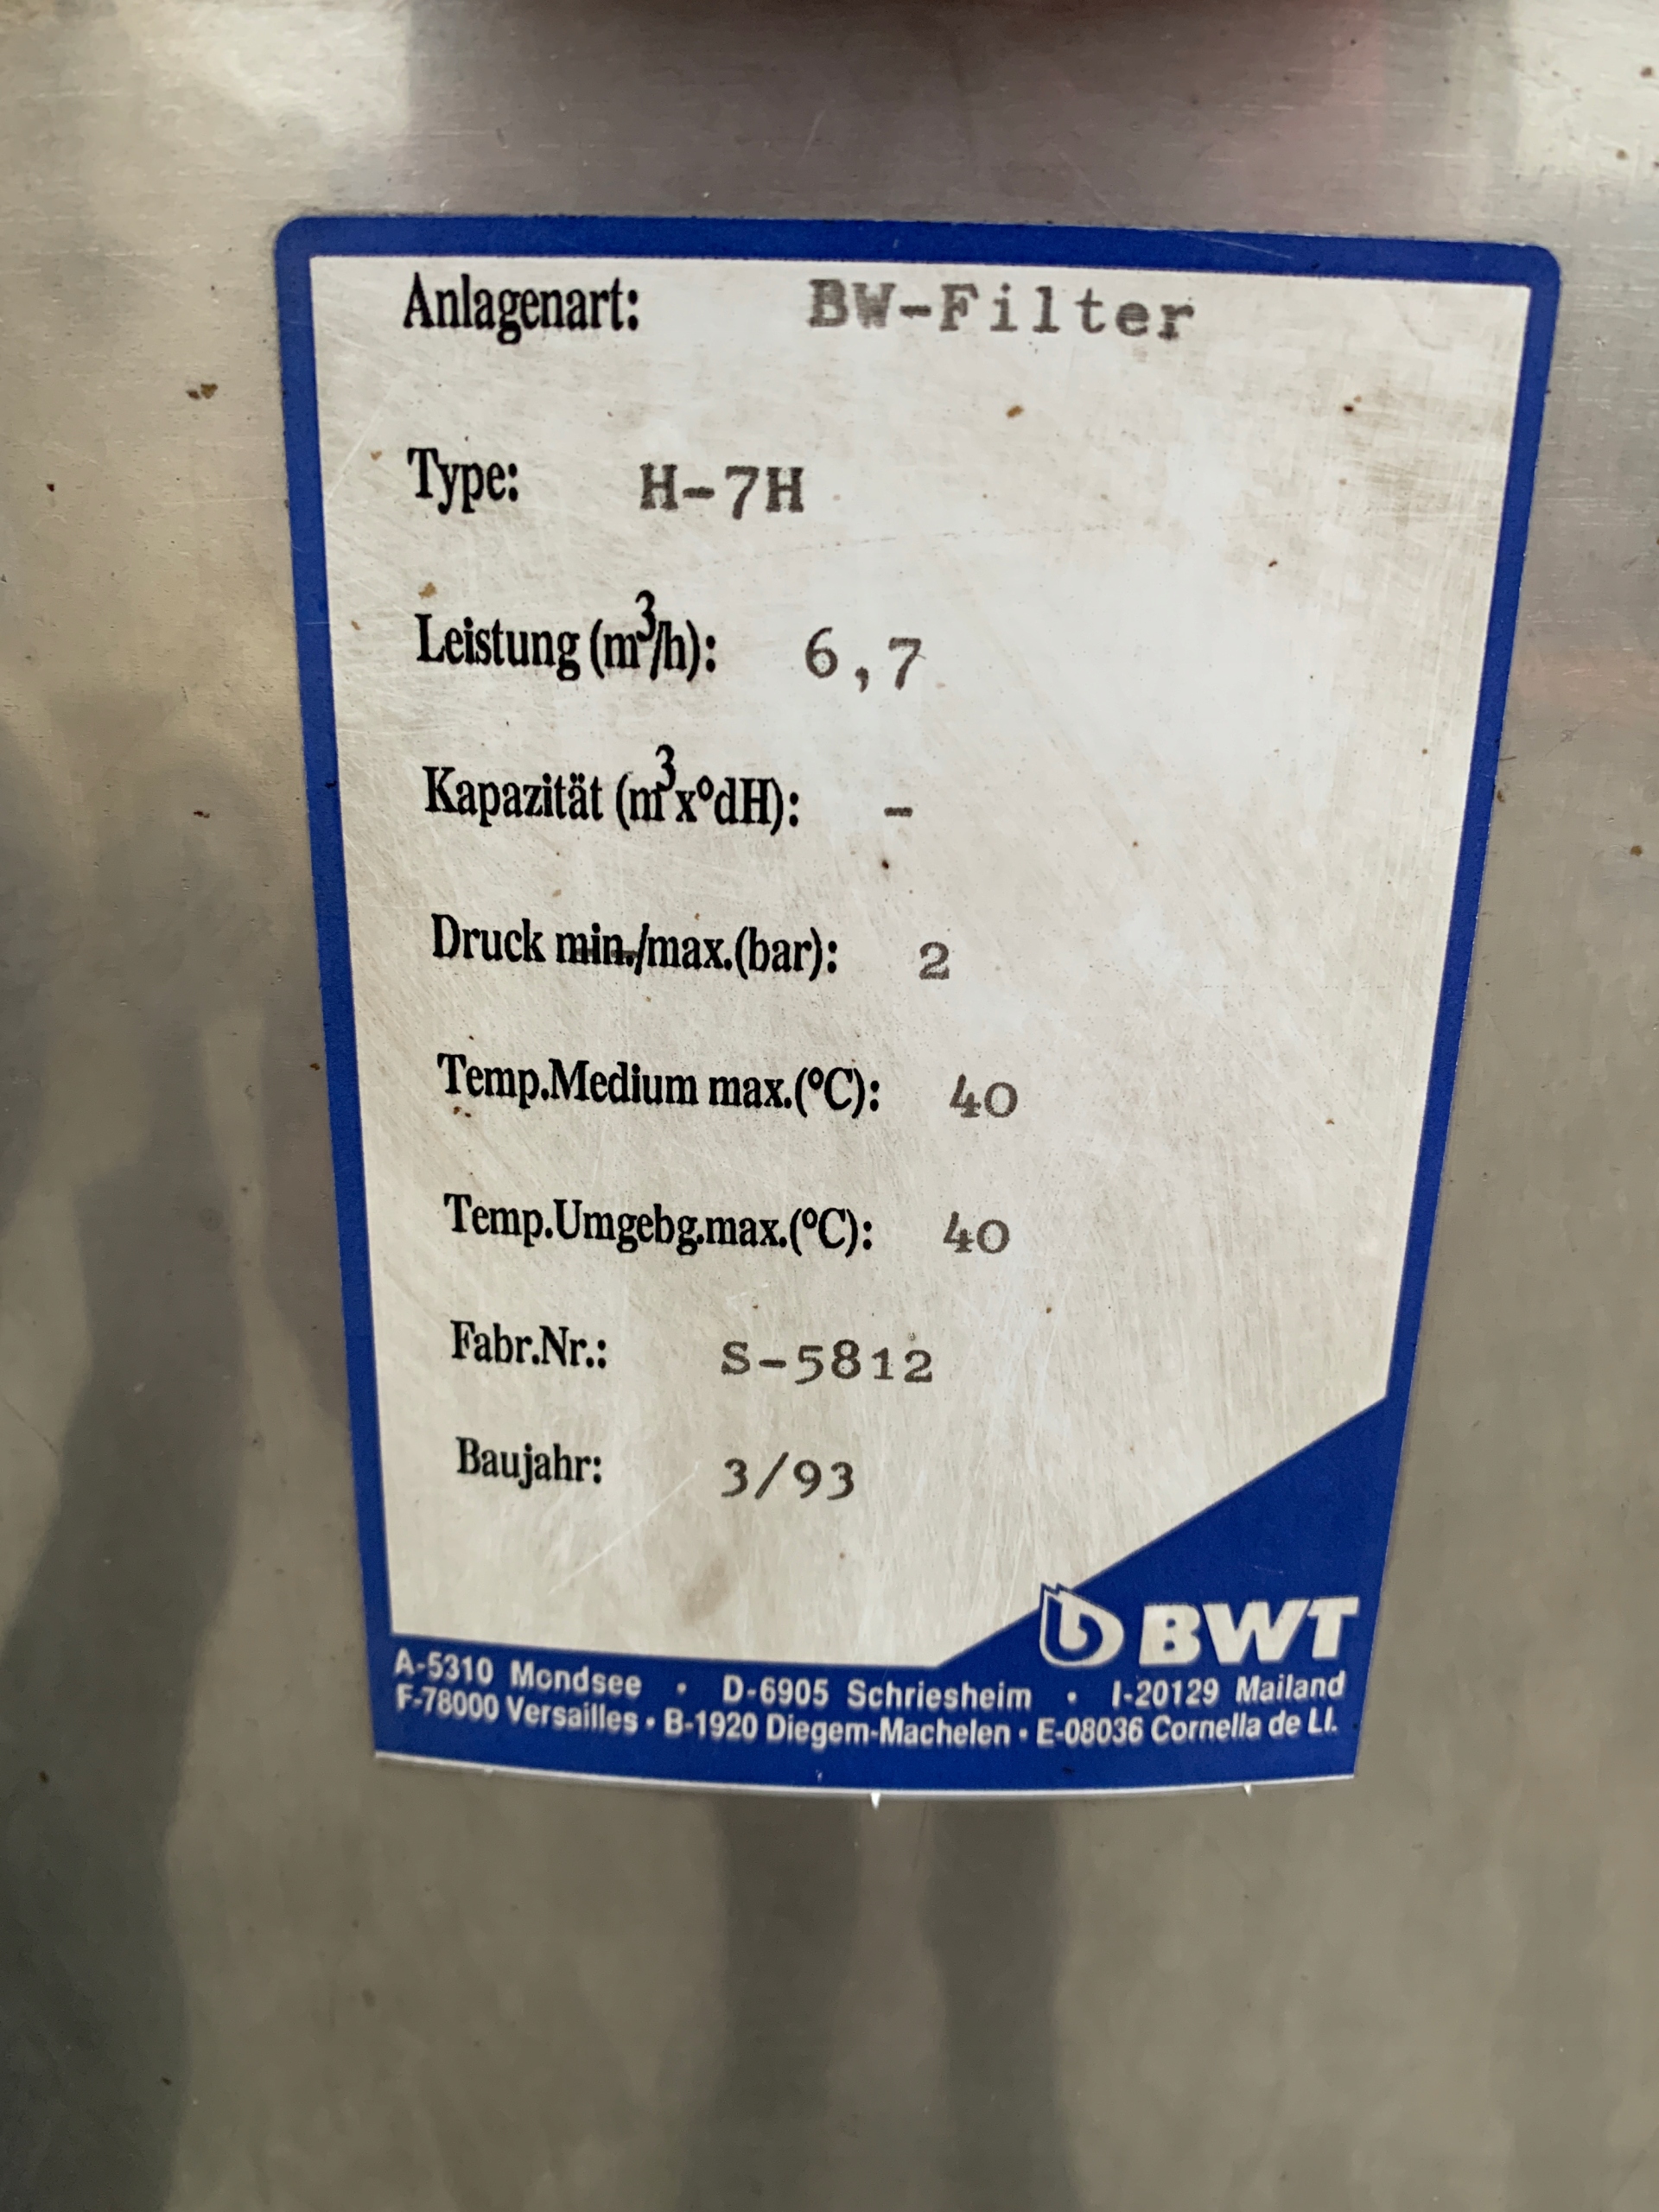 Anlagenart: BW-Filter
Type: H-7H
Leistung (m³/h): 6,7
Kapazität (m³x°dH): -
Druck min./max.(bar): 2
Temp.Medium max.(°C): 40
Temp.Umgebg.max.(°C): 40
Fabr.Nr.: S-5812
Baujahr: 3/93
BWT
A-5310 Mondsee • D-6905 Schriesheim • I-20129 Mailand
F-78000 Versailles • B-1920 Diegem-Machelen • E-08036 Cornella de Ll.